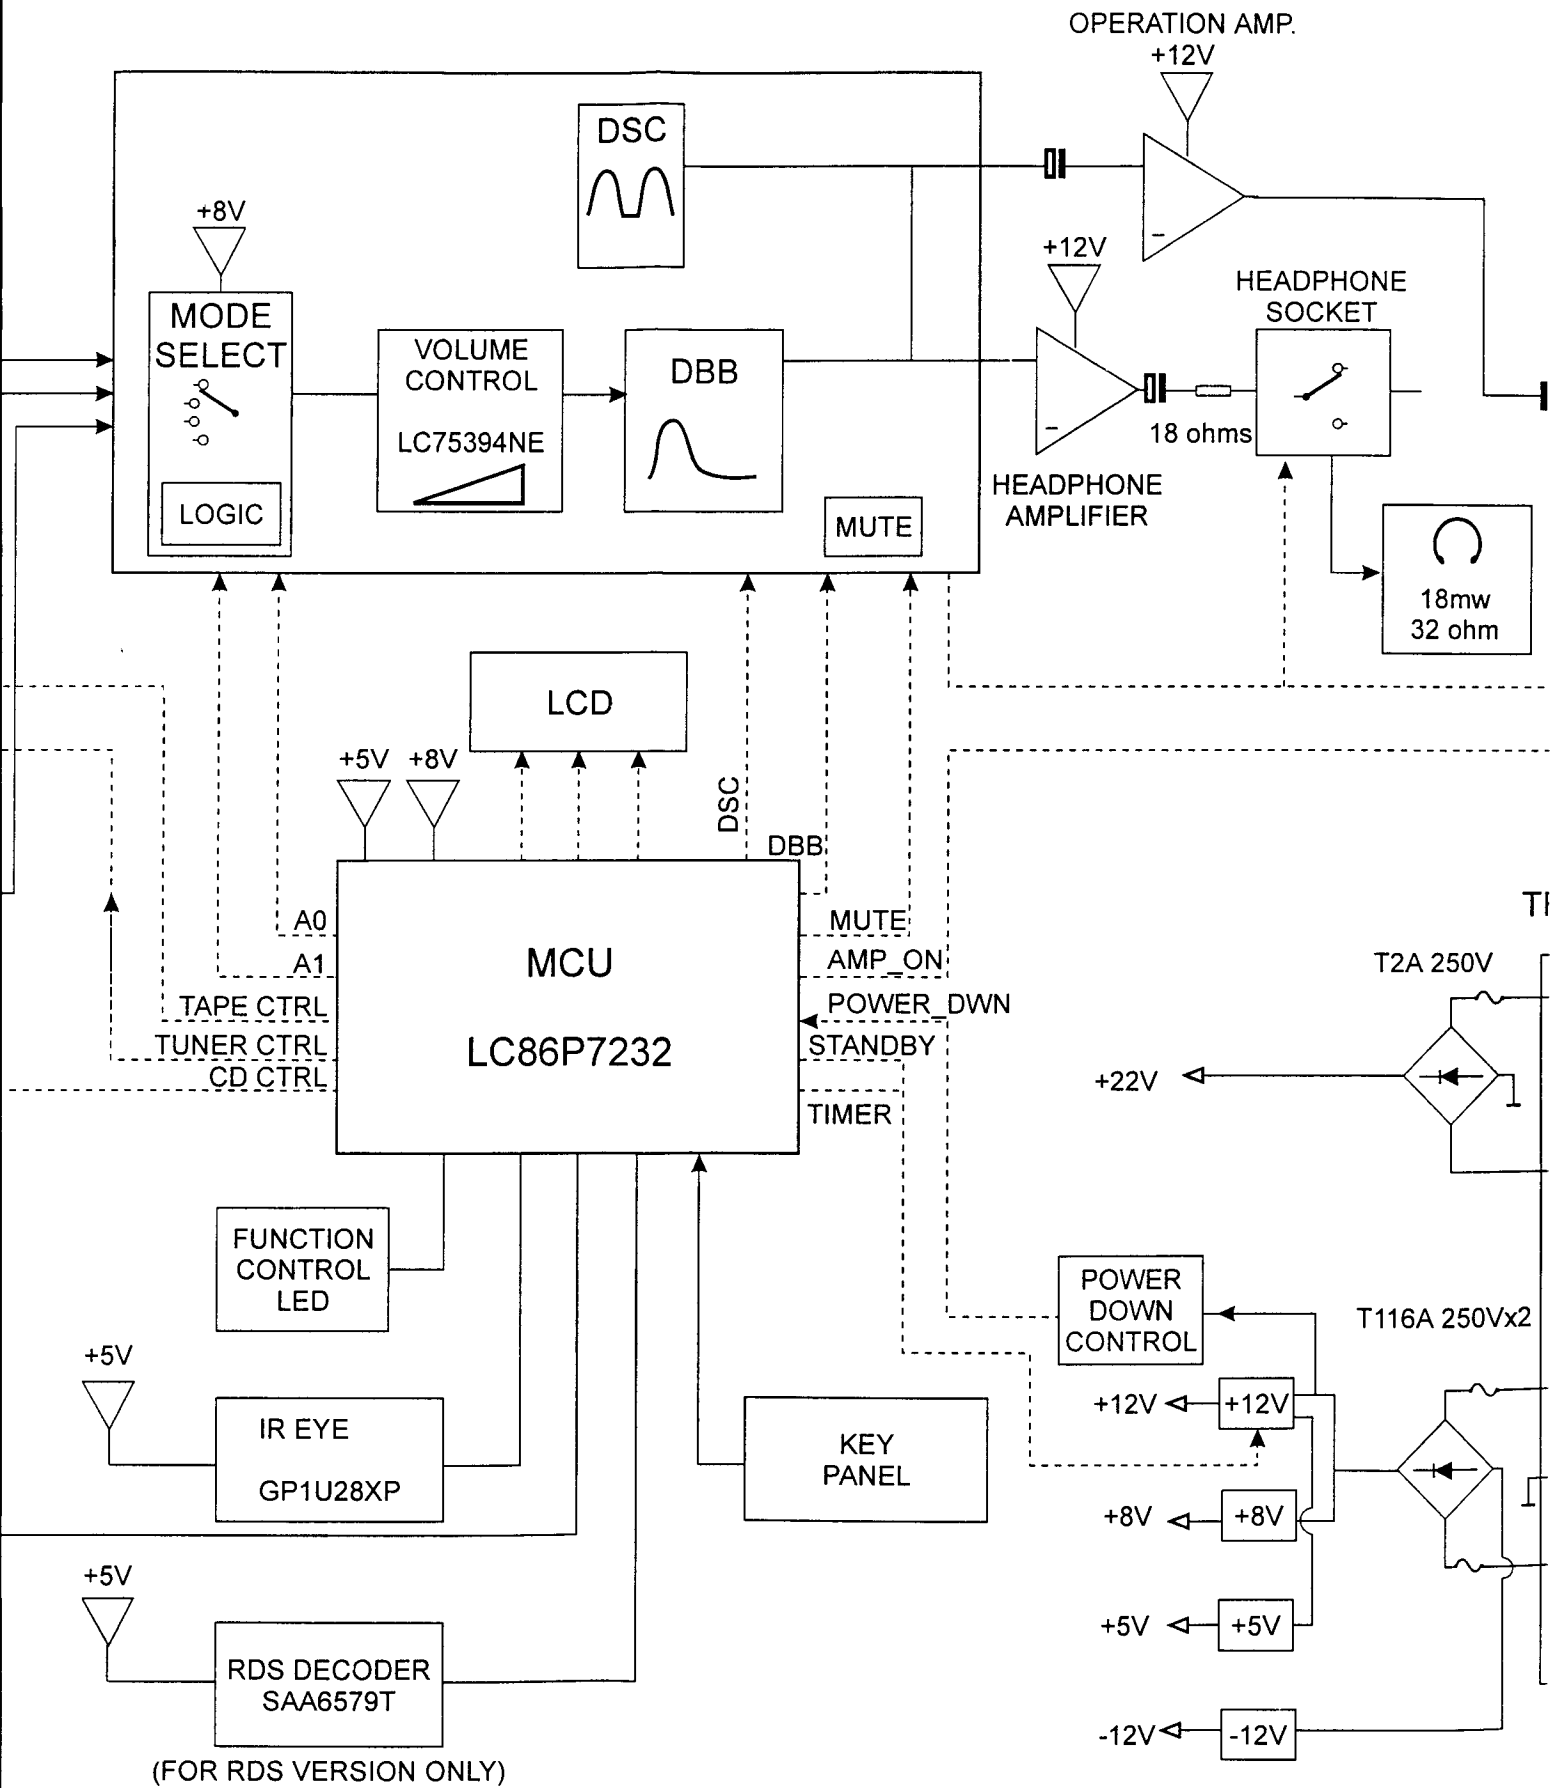 OPERATION AMP.
+12V
DSC
+8V
+12V
MODE
SELECT
LOGIC
VOLUME
CONTROL
LC75394NE
DBB
MUTE
HEADPHONE
SOCKET
18 ohms
HEADPHONE
AMPLIFIER
18mw
32 ohm
LCD
+5V
+8V
DSC
DBB
A0
A1
TAPE CTRL
TUNER CTRL
CD CTRL
MCU
LC86P7232
MUTE
AMP_ON
POWER_DWN
STANDBY
TIMER
T2A 250V
+22V
FUNCTION
CONTROL
LED
POWER
DOWN
CONTROL
T116A 250Vx2
+5V
IR EYE
GP1U28XP
KEY
PANEL
+12V
+12V
+8V
+8V
+5V
+5V
-12V
-12V
+5V
RDS DECODER
SAA6579T
(FOR RDS VERSION ONLY)